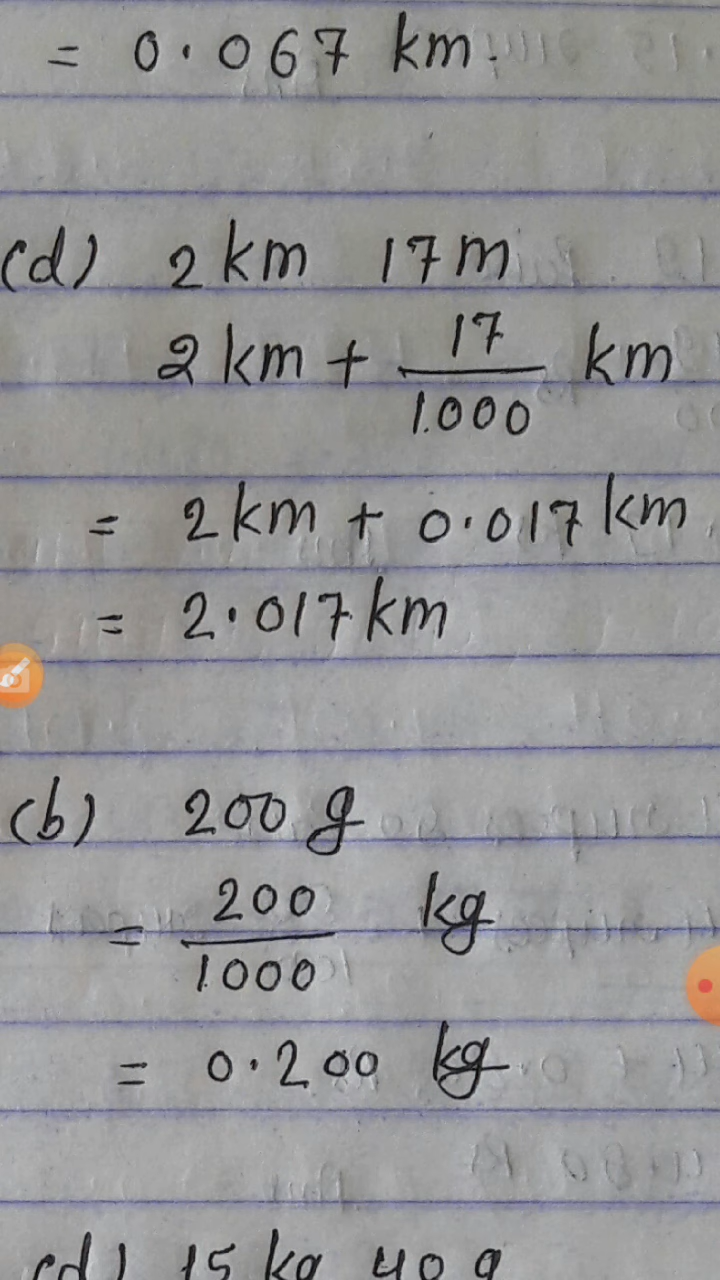 = 0.067 km.
(d) 2 km 17 m
2 km + 17/1000 km
= 2 km + 0.017 km
= 2.017 km
(b) 200 g
= 200/1000 kg
= 0.200 kg
(d) 15 kg 40 g